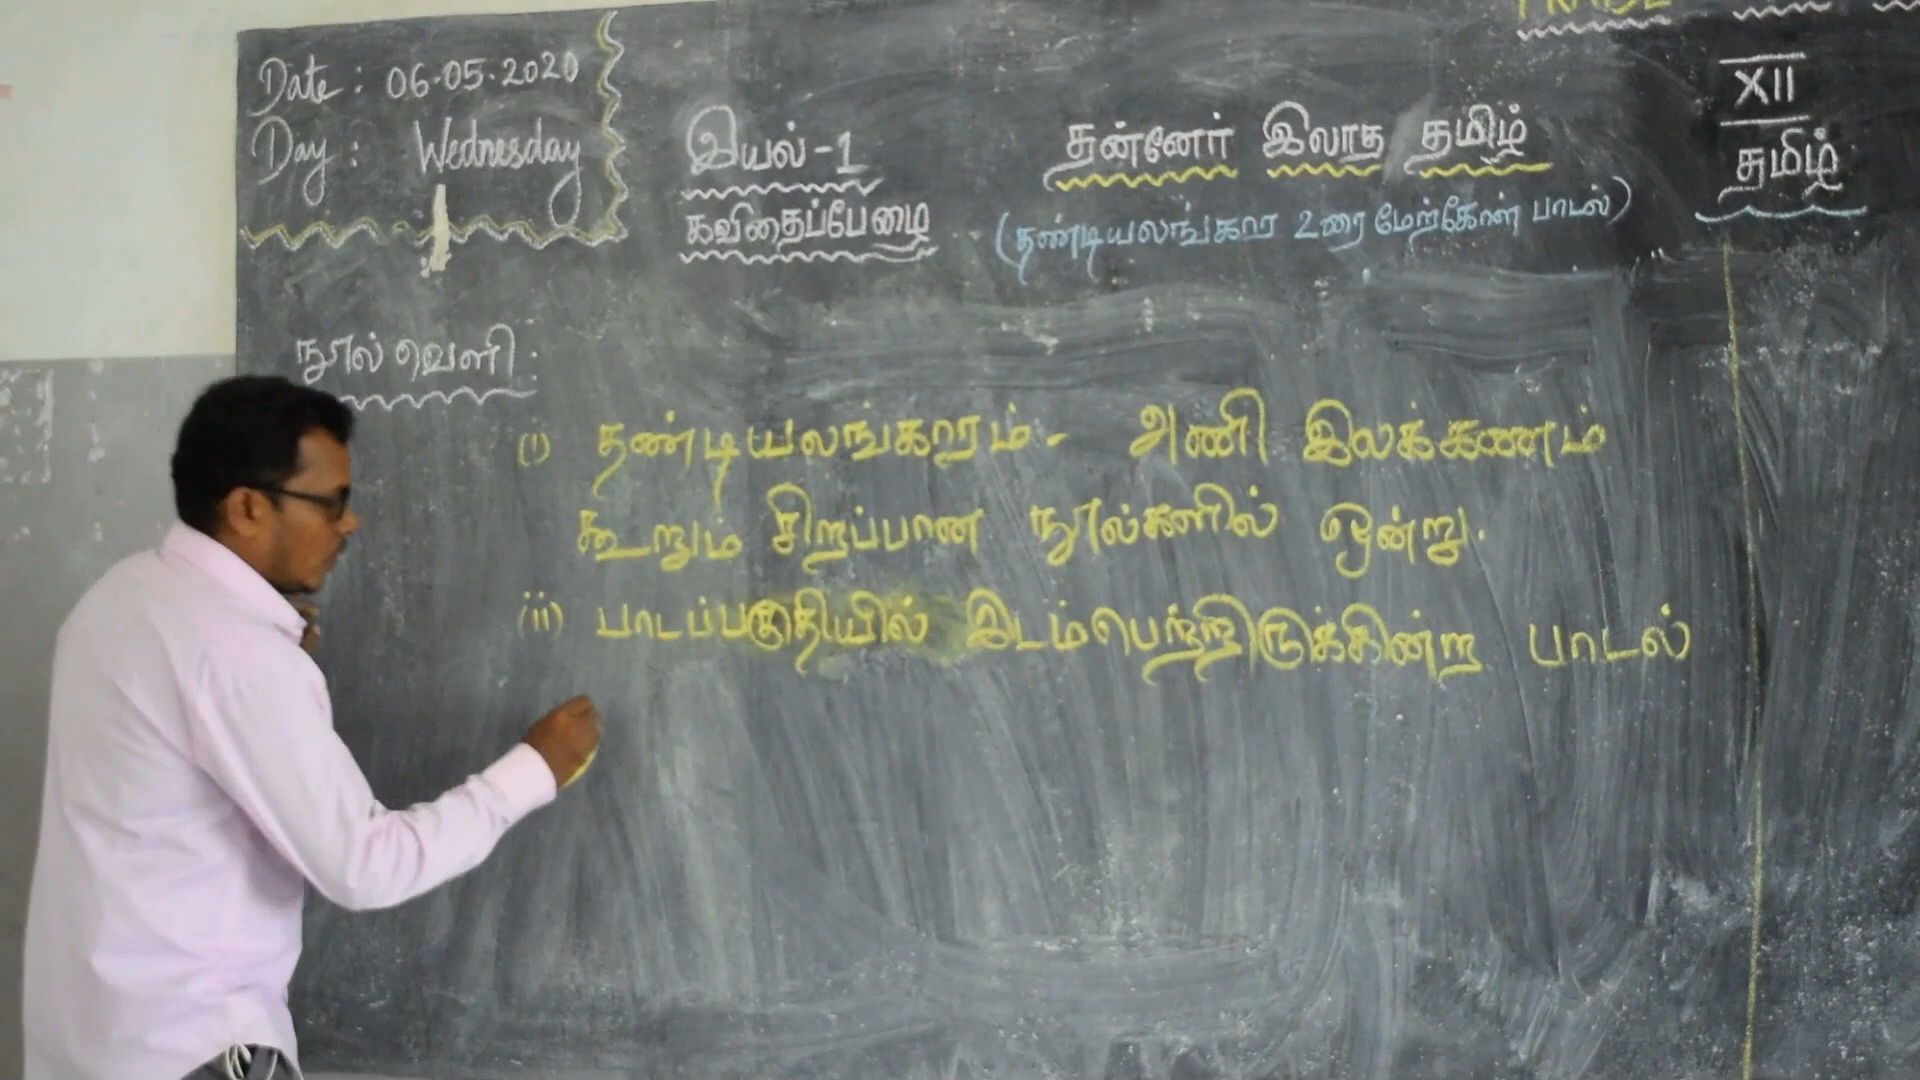 Date : 06.05.2020
Day : Wednesday
இயல் -1
கவிதைப்பேழை
தன்னேர் இலாத தமிழ்
(தண்டியலங்கார உரைமேற்கோள் பாடல்)
XII
தமிழ்
நூல் வெளி :
(i) தண்டியலங்காரம் - அணி இலக்கணம்
கூறும் சிறப்பான நூல்களில் ஒன்று.
(ii) பாடப்பகுதியில் இடம்பெற்றிருக்கின்ற பாடல்